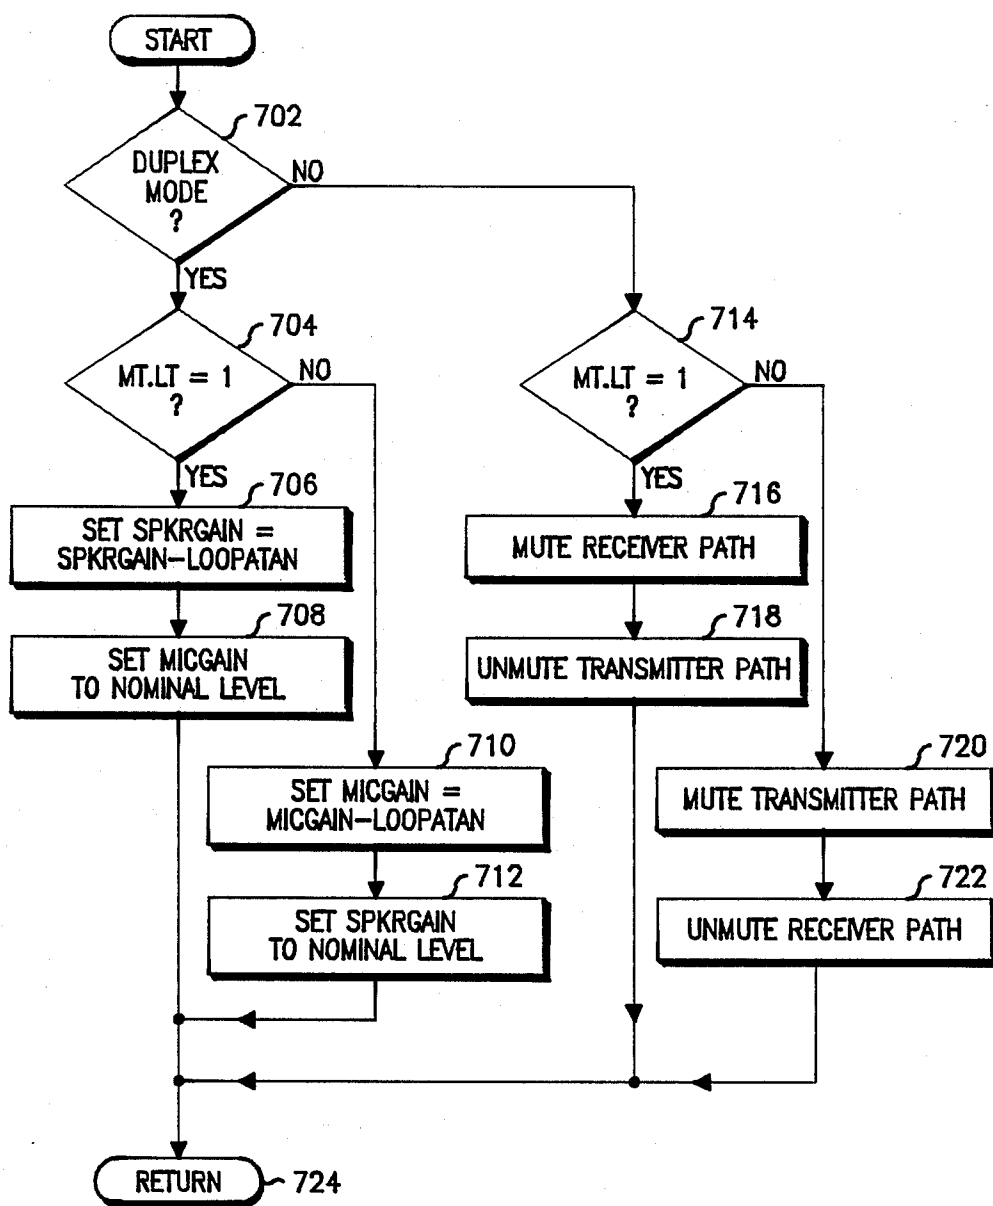 START
702
DUPLEX
MODE
?
NO
YES
704
MT.LT = 1
?
NO
YES
706
SET SPKRGAIN =
SPKRGAIN-LOOPATAN
708
SET MICGAIN
TO NOMINAL LEVEL
710
SET MICGAIN =
MICGAIN-LOOPATAN
712
SET SPKRGAIN
TO NOMINAL LEVEL
714
MT.LT = 1
?
NO
YES
716
MUTE RECEIVER PATH
718
UNMUTE TRANSMITTER PATH
720
MUTE TRANSMITTER PATH
722
UNMUTE RECEIVER PATH
RETURN
724